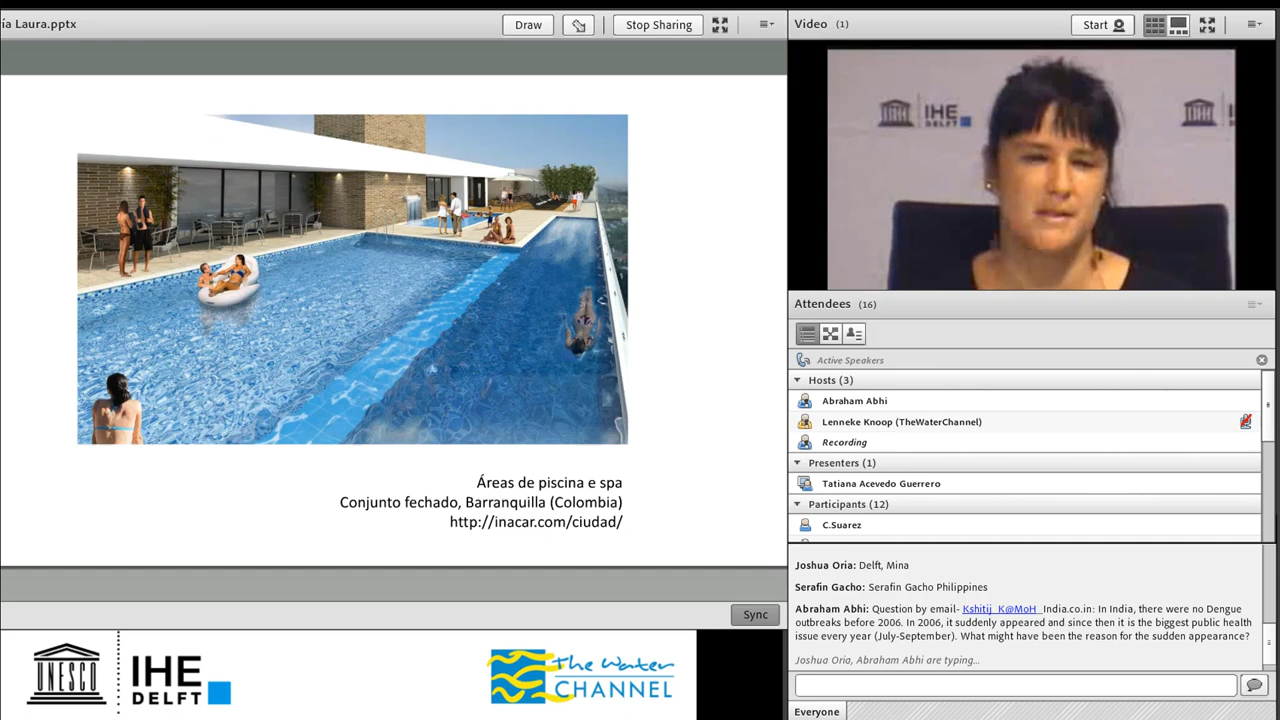 ía Laura.pptx
Draw
Stop Sharing
Video (1)
Start
IHE
DELFT
Attendees (16)
Active Speakers
Hosts (3)
Abraham Abhi
Lenneke Knoop (TheWaterChannel)
Recording
Presenters (1)
Tatiana Acevedo Guerrero
Participants (12)
C.Suarez
Áreas de piscina e spa
Conjunto fechado, Barranquilla (Colombia)
http://inacar.com/ciudad/
Sync
Joshua Oria: Delft, Mina
Serafin Gacho: Serafin Gacho Philippines
Abraham Abhi: Question by email- Kshitij_K@MoH_India.co.in: In India, there were no Dengue
outbreaks before 2006. In 2006, it suddenly appeared and since then it is the biggest public health
issue every year (July-September). What might have been the reason for the sudden appearance?
Joshua Oria, Abraham Abhi are typing...
Everyone
UNESCO
IHE
DELFT
The Water
CHANNEL